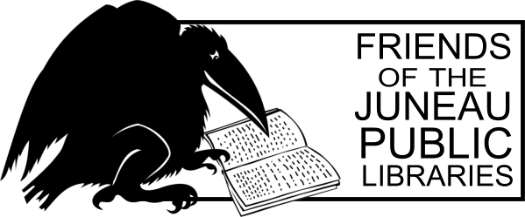 FRIENDS
OF THE
JUNEAU
PUBLIC
LIBRARIES